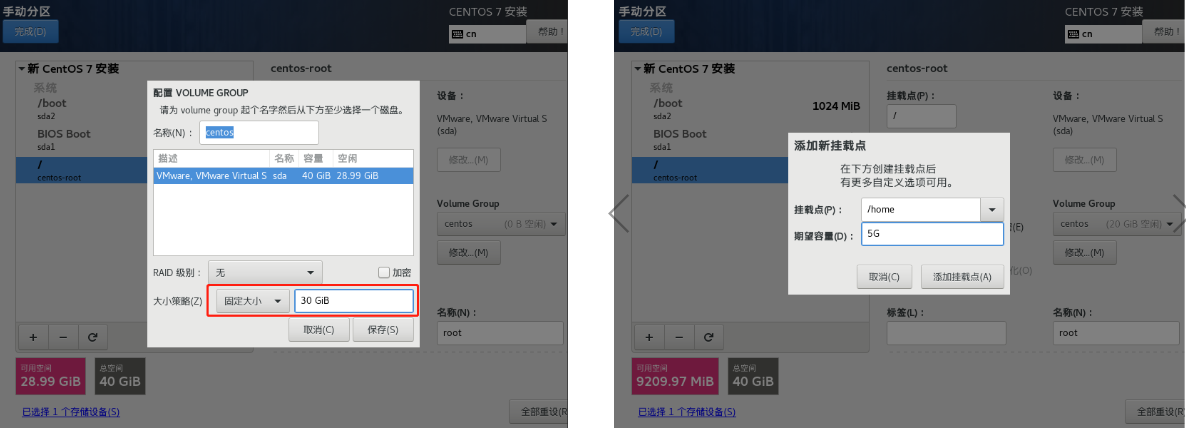 手动分区
CENTOS 7 安装
完成(D)
cn
帮助！
新 CentOS 7 安装
centos-root
系统
/boot
sda2
BIOS Boot
sda1
/
centos-root
设备：
VMware, VMware Virtual S
(sda)
修改...(M)
Volume Group
centos (0 B 空闲)
修改...(M)
名称(N)：
root
配置 VOLUME GROUP
请为 volume group 起个名字然后从下方至少选择一个磁盘。
名称(N)：
centos
描述 名称 容量 空闲
VMware, VMware Virtual S sda 40 GiB 28.99 GiB
RAID 级别：
无
加密
大小策略(Z)
固定大小
30 GiB
取消(C)
保存(S)
+ −
可用空间
28.99 GiB
总空间
40 GiB
已选择 1 个存储设备(S)
全部重设(R
手动分区
CENTOS 7 安装
完成(D)
cn
帮助！
新 CentOS 7 安装
centos-root
系统
/boot
sda2
1024 MiB
BIOS Boot
sda1
/
centos-root
挂载点(P)：
/
设备：
VMware, VMware Virtual S
(sda)
修改...(M)
Volume Group
centos (20 GiB 空闲)
(E)
修改...(M)
化(O)
标签(L)：
名称(N)：
root
添加新挂载点
在下方创建挂载点后
有更多自定义选项可用。
挂载点(P)：
/home
期望容量(D)：
5G
取消(C)
添加挂载点(A)
+ −
可用空间
9209.97 MiB
总空间
40 GiB
已选择 1 个存储设备(S)
全部重设(R